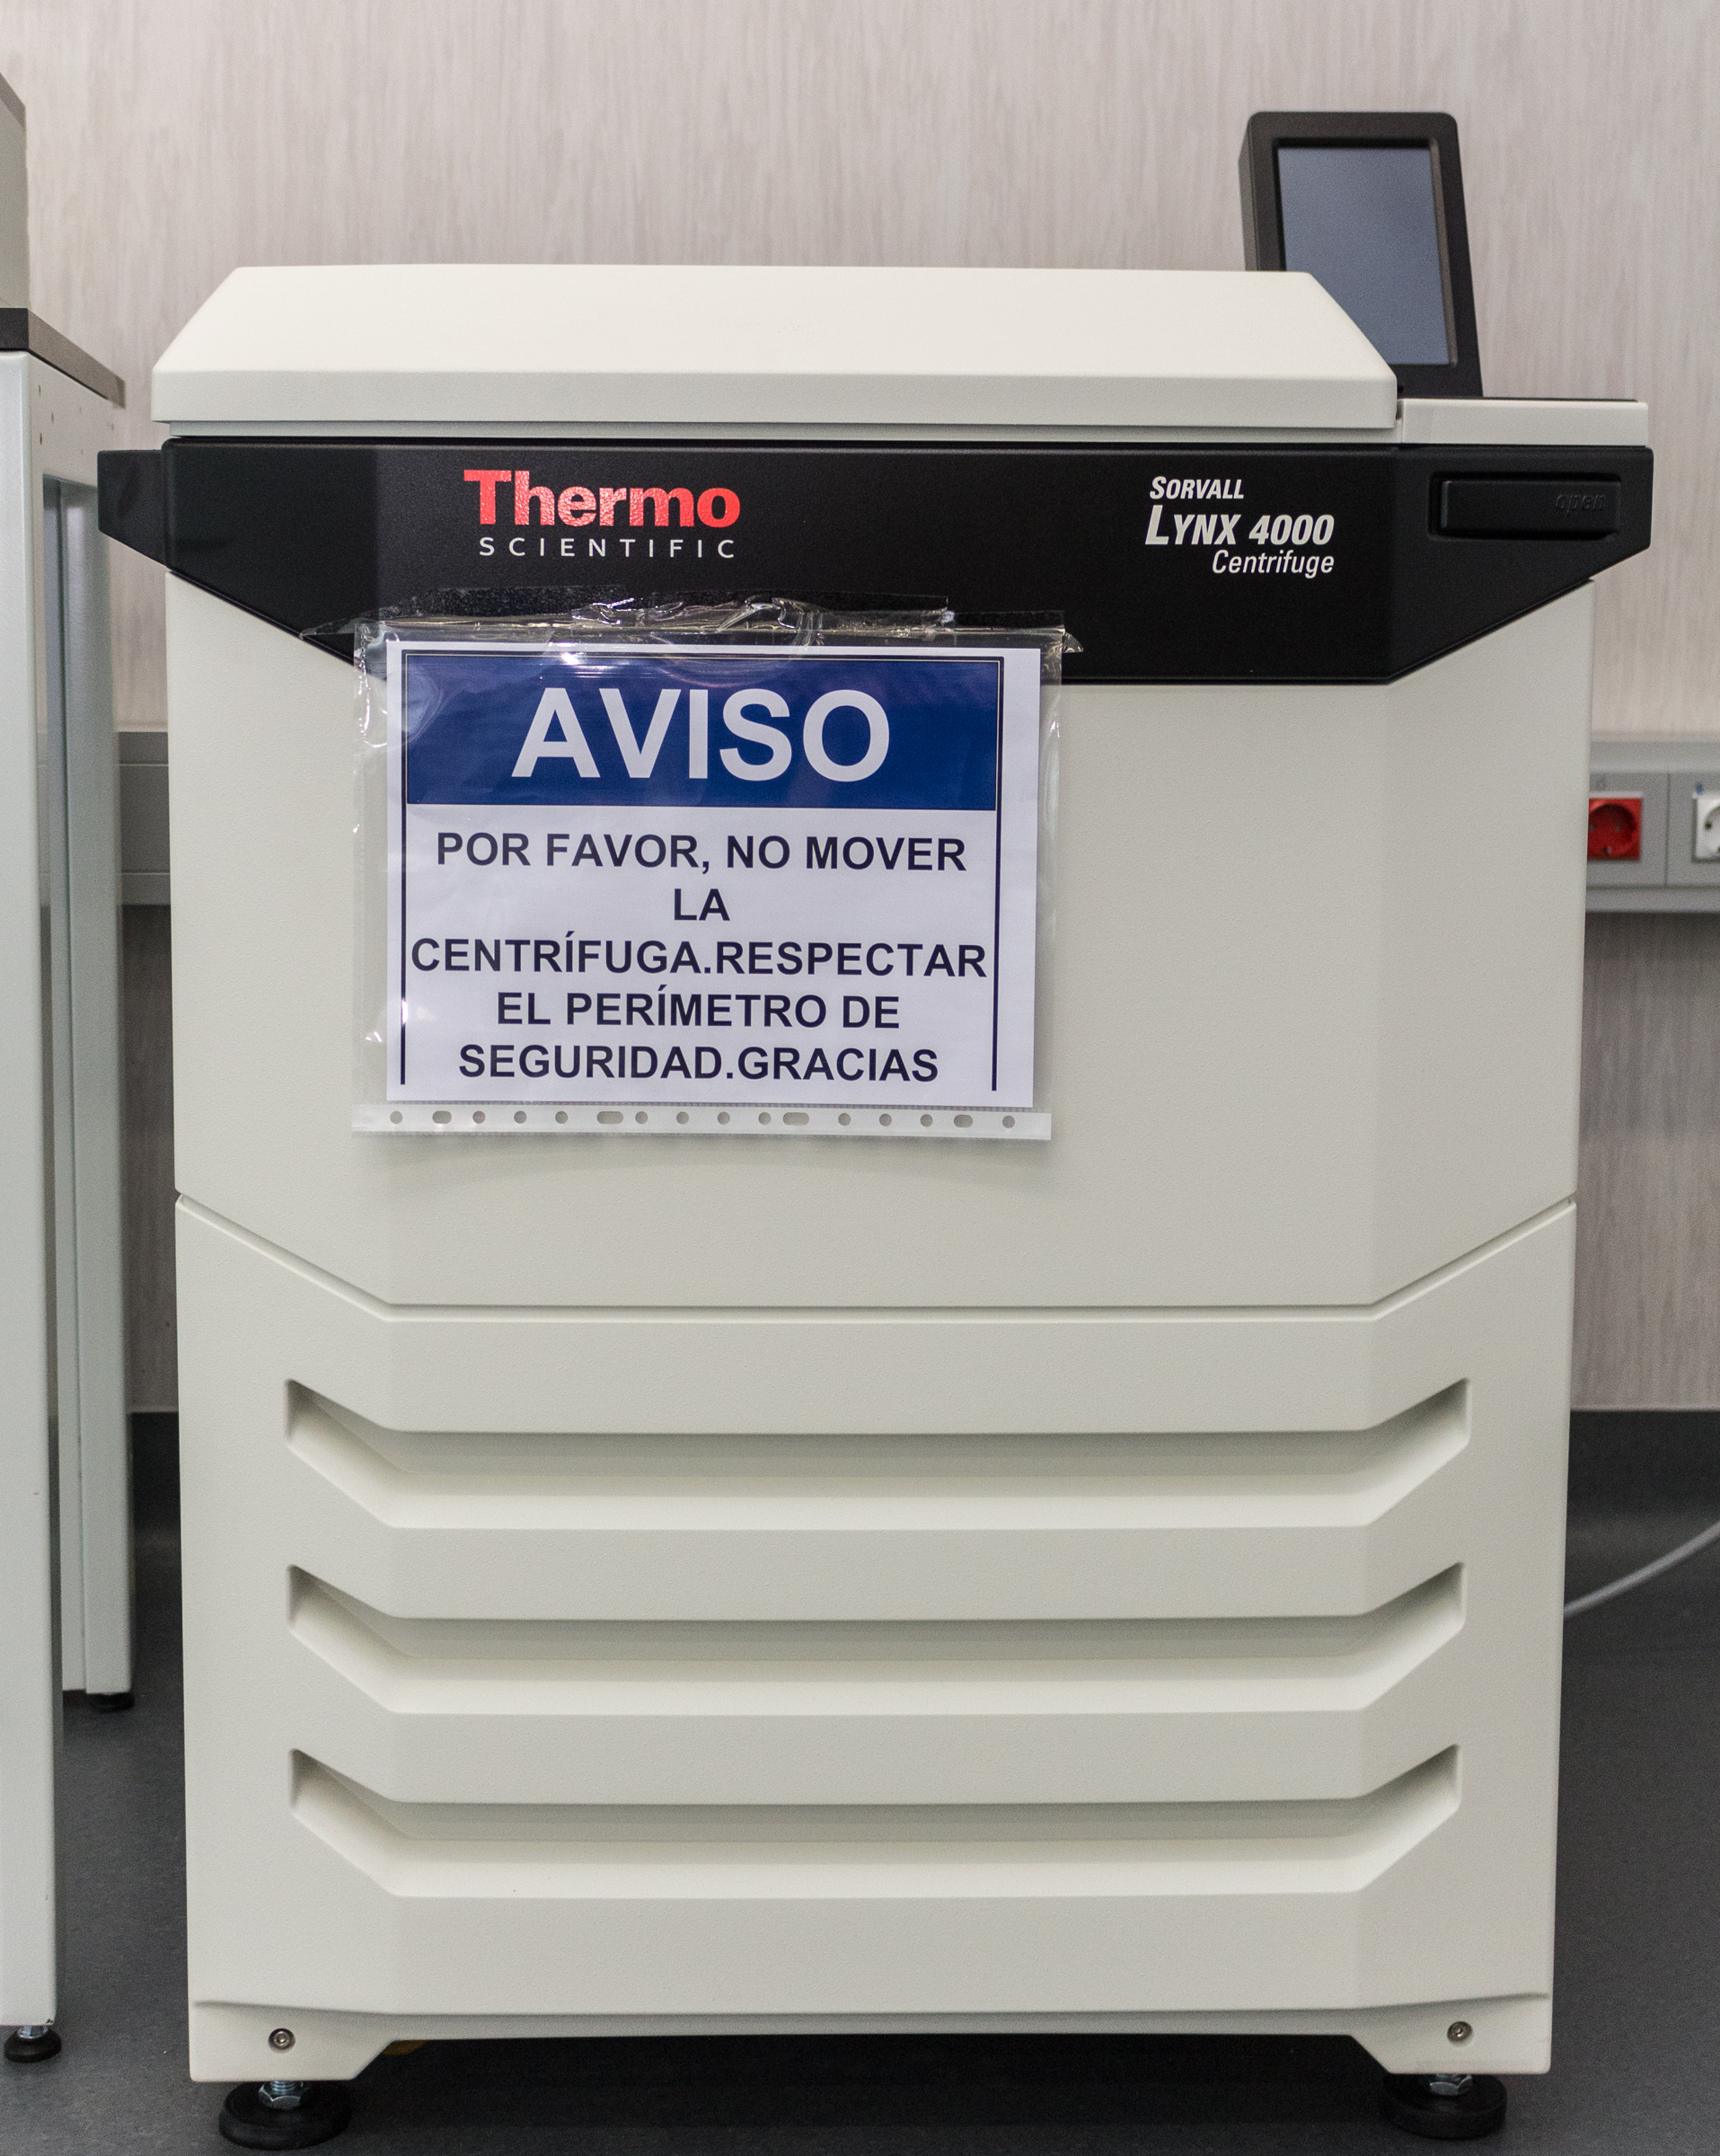 Thermo
SCIENTIFIC
SORVALL
LYNX 4000
Centrifuge
open
AVISO
POR FAVOR, NO MOVER
LA
CENTRÍFUGA.RESPECTAR
EL PERÍMETRO DE
SEGURIDAD.GRACIAS